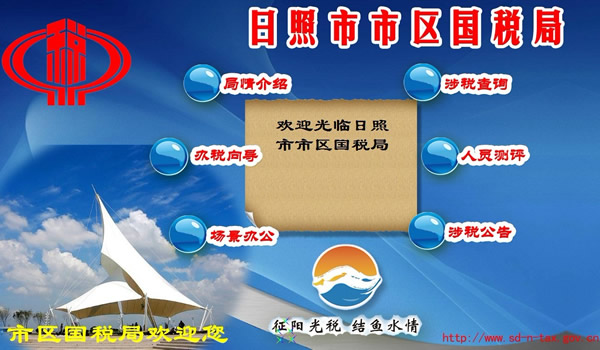 日照市市区国税局
局情介绍
涉税查询
欢迎光临日照
市市区国税局
办税向导
人员测评
场景办公
涉税公告
征阳光税 结鱼水情
市区国税局欢迎您
http://www.sd-n-tax.gov.cn